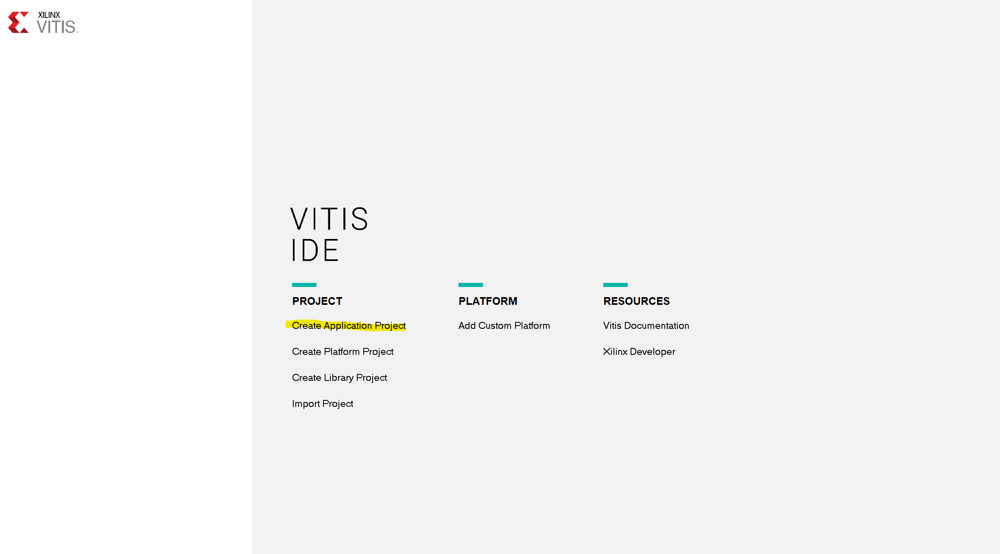 XILINX
VITIS
VITIS
IDE
PROJECT
Create Application Project
Create Platform Project
Create Library Project
Import Project
PLATFORM
Add Custom Platform
RESOURCES
Vitis Documentation
Xilinx Developer